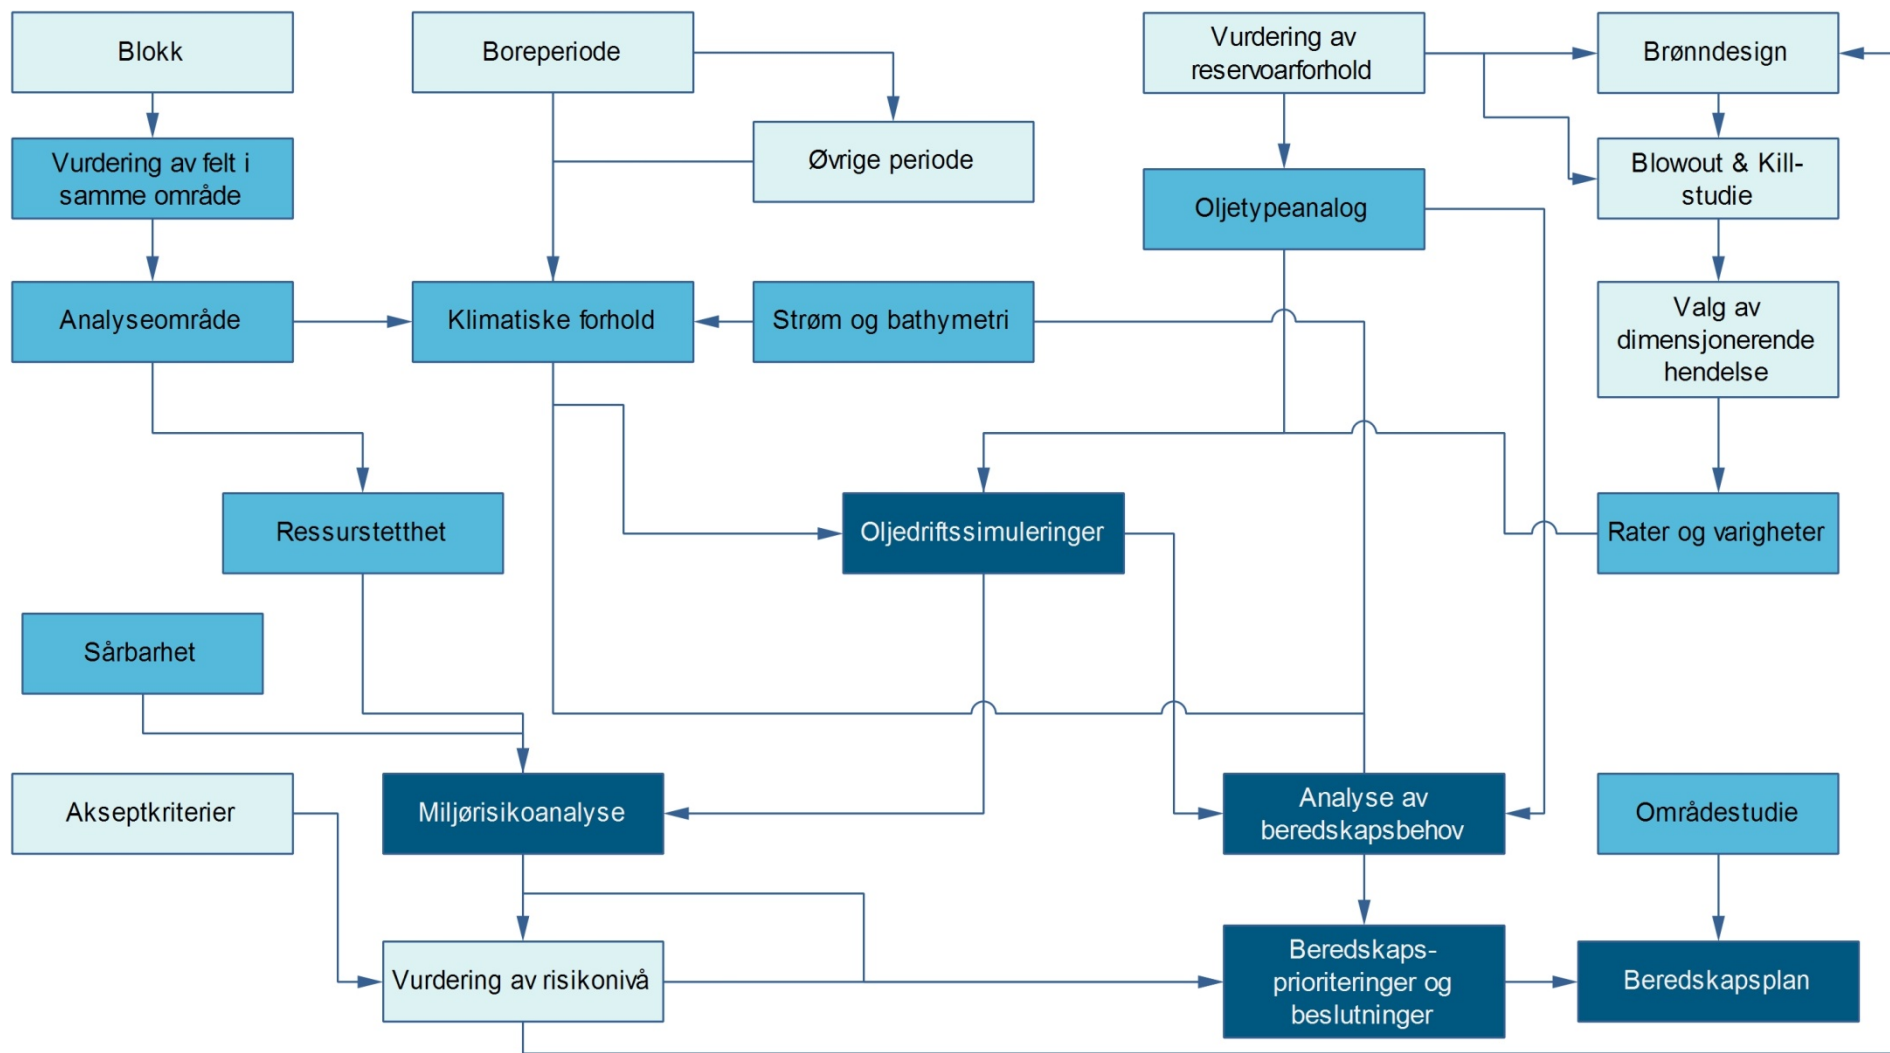 Blokk
Boreperiode
Vurdering av
reservoarforhold
Brønndesign
Vurdering av felt i
samme område
Øvrige periode
Oljetypeanalog
Blowout & Kill-
studie
Analyseområde
Klimatiske forhold
Strøm og bathymetri
Valg av
dimensjonerende
hendelse
Ressurstetthet
Oljedriftssimuleringer
Rater og varigheter
Sårbarhet
Akseptkriterier
Miljørisikoanalyse
Analyse av
beredskapsbehov
Områdestudie
Vurdering av risikonivå
Beredskaps-
prioriteringer og
beslutninger
Beredskapsplan